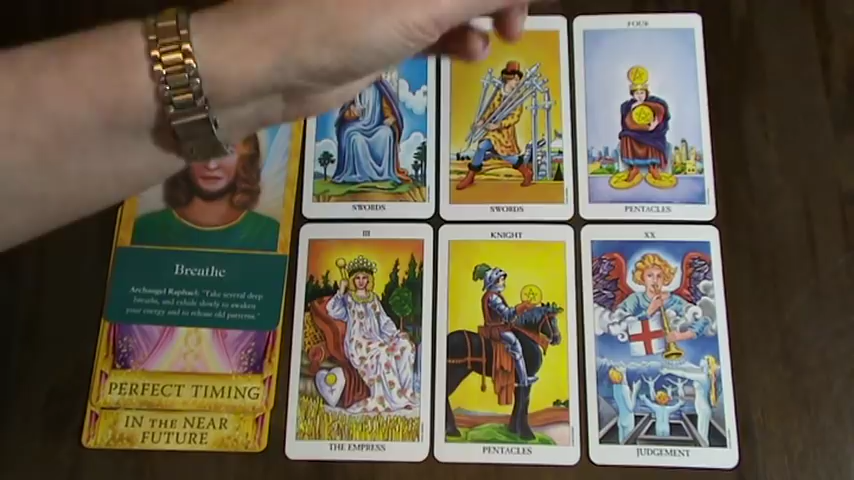 FOUR
SWORDS
SWORDS
PENTACLES
Breathe
Archangel Raphael: "Take several deep
breaths, and exhale slowly to awaken
your energy and to release old patterns."
PERFECT TIMING
IN THE NEAR
FUTURE
III
KNIGHT
XX
THE EMPRESS
PENTACLES
JUDGEMENT